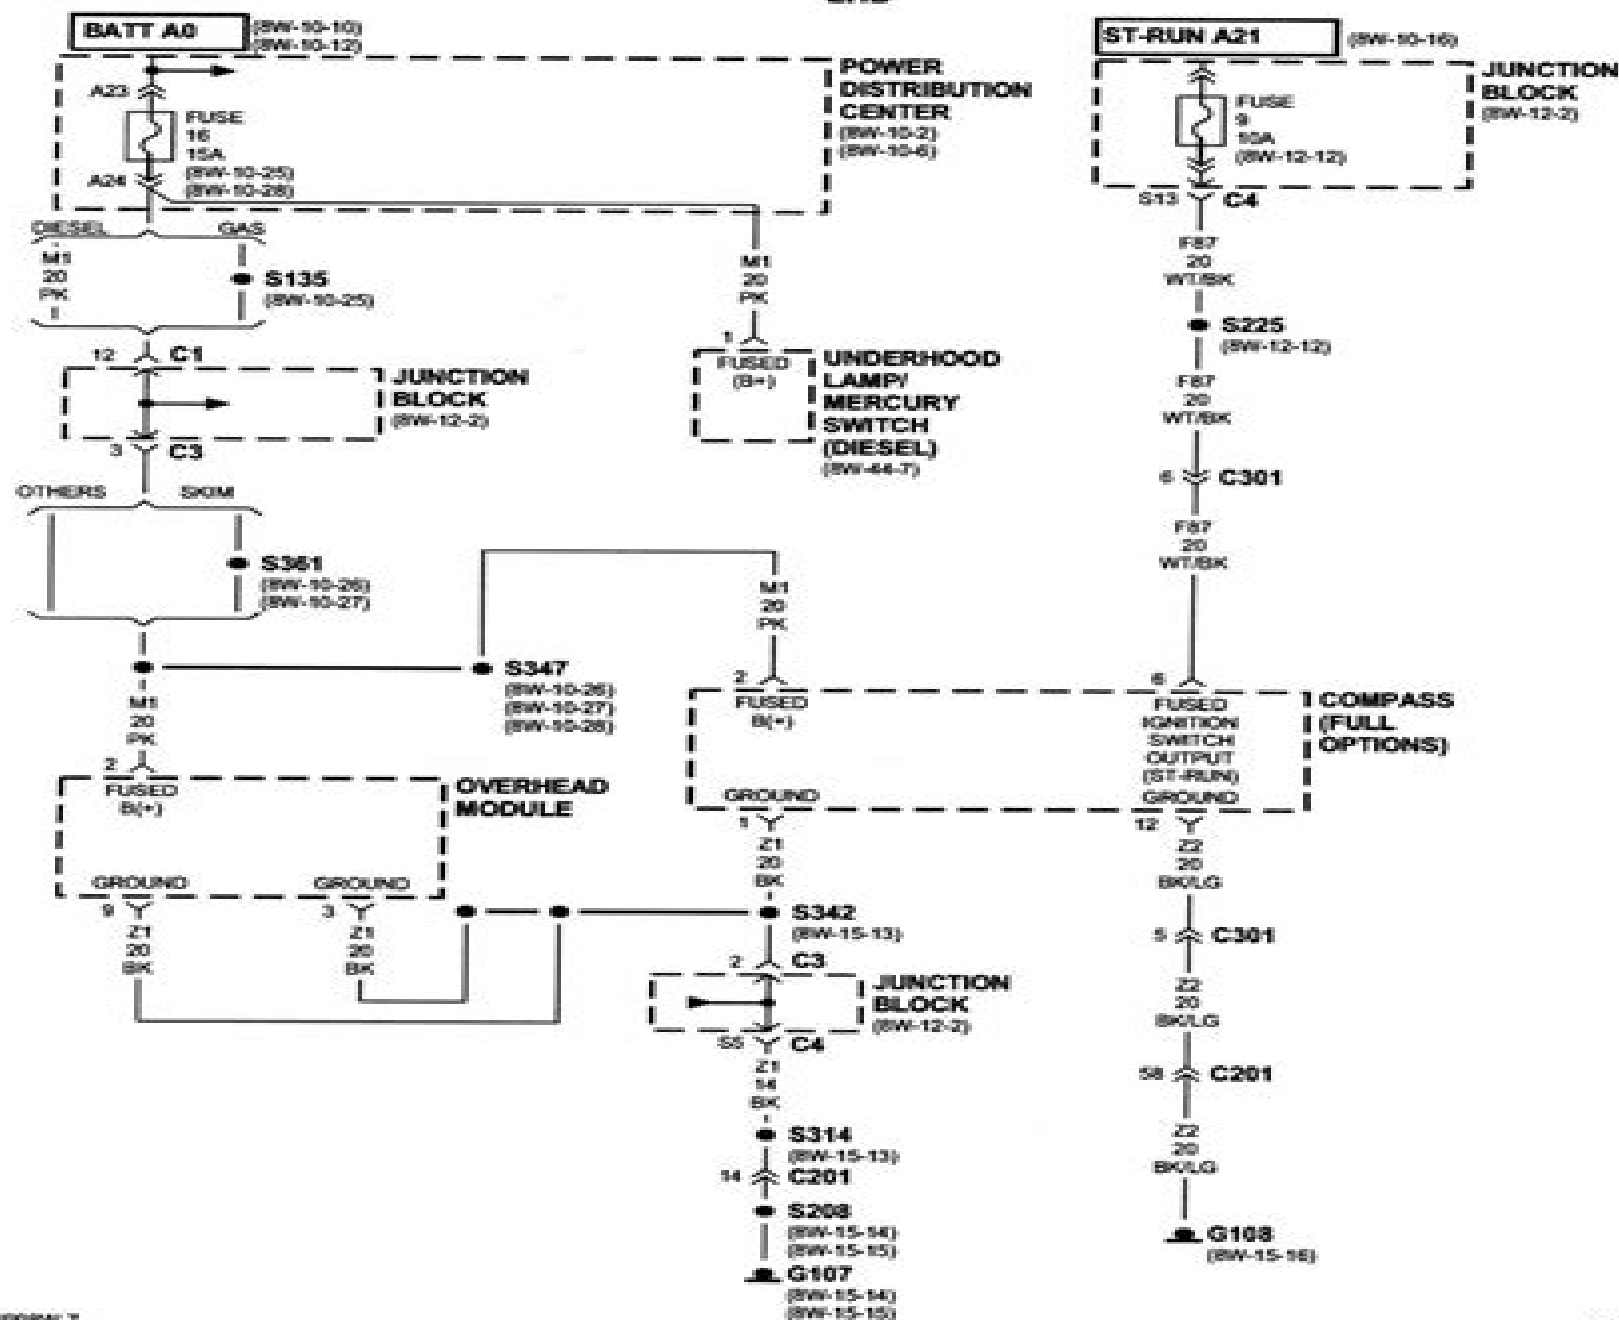 BATT A0
(8W-10-10)
(8W-10-12)
ST-RUN A21
(8W-10-16)
A23
FUSE
16
15A
(8W-10-25)
(8W-10-28)
A24
POWER
DISTRIBUTION
CENTER
(8W-10-2)
(8W-10-6)
FUSE
9
10A
(8W-12-12)
JUNCTION
BLOCK
(8W-12-2)
S13 C4
DIESEL GAS
M1
20
PK
S135
(8W-10-25)
M1
20
PK
F87
20
WT/BK
S225
(8W-12-12)
12 C1
JUNCTION
BLOCK
(8W-12-2)
3 C3
1
FUSED
(B+)
UNDERHOOD
LAMP/
MERCURY
SWITCH
(DIESEL)
(8W-44-7)
F87
20
WT/BK
6 C301
F87
20
WT/BK
OTHERS SKIM
S361
(8W-10-26)
(8W-10-27)
M1
20
PK
S347
(8W-10-26)
(8W-10-27)
(8W-10-28)
M1
20
PK
2
FUSED
B(+)
OVERHEAD
MODULE
GROUND GROUND
2
FUSED
B(+)
GROUND
6
FUSED
IGNITION
SWITCH
OUTPUT
(ST-RUN)
GROUND
COMPASS
(FULL
OPTIONS)
9
Z1
20
BK
3
Z1
20
BK
1
Z1
20
BK
12
Z2
20
BK/LG
S342
(8W-15-13)
2 C3
JUNCTION
BLOCK
(8W-12-2)
S5 C4
Z1
14
BK
S314
(8W-15-13)
14 C201
S208
(8W-15-14)
(8W-15-15)
G107
(8W-15-14)
(8W-15-15)
5 C301
Z2
20
BK/LG
58 C201
Z2
20
BK/LG
G108
(8W-15-16)